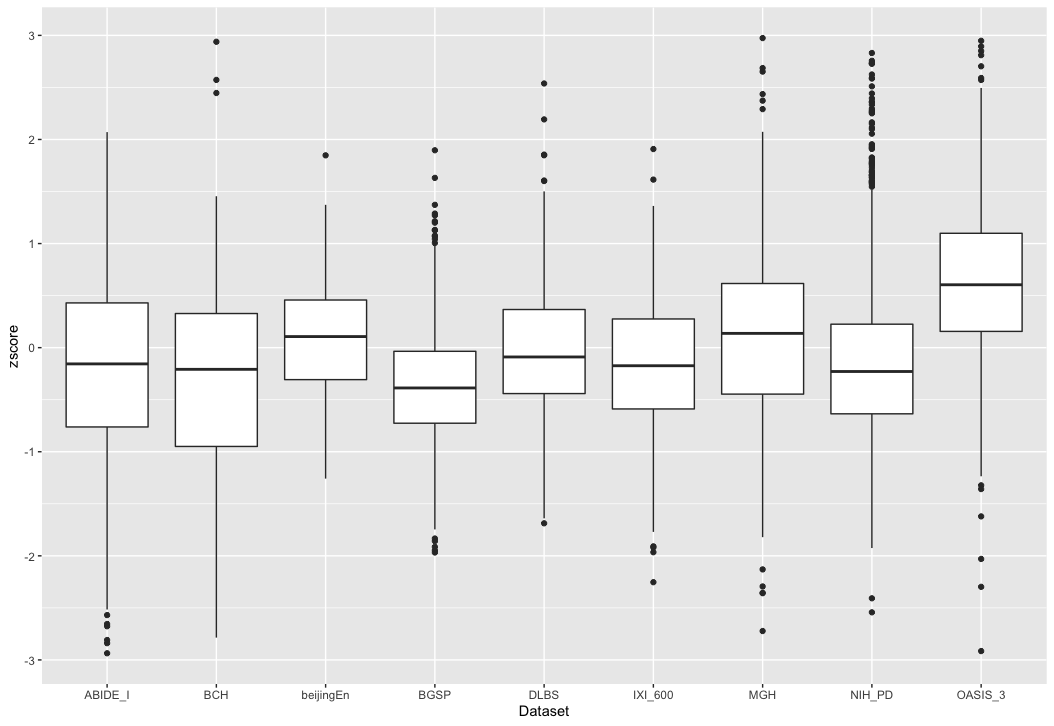 3
2
1
0
-1
-2
-3
zscore
ABIDE_I BCH beijingEn BGSP DLBS IXI_600 MGH NIH_PD OASIS_3
Dataset